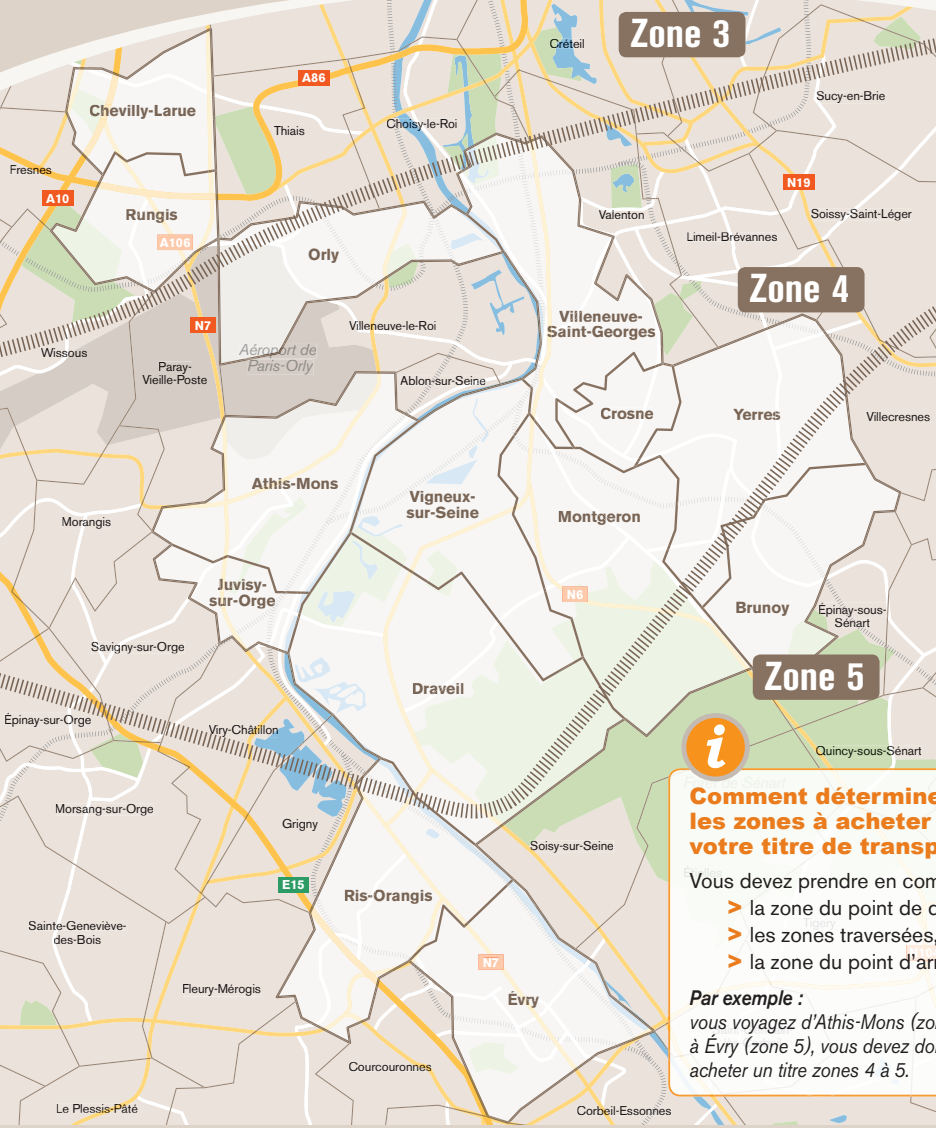 Zone 3
Créteil
Sucy-en-Brie
A86
Chevilly-Larue
Thiais
Choisy-le-Roi
Fresnes
A10
N19
Rungis
Valenton
Soissy-Saint-Léger
A106
Limeil-Brévannes
Orly
Zone 4
N7
Villeneuve-le-Roi
Villeneuve-
Saint-Georges
Wissous
Aéroport de
Paris-Orly
Paray-
Vieille-Poste
Ablon-sur-Seine
Crosne
Yerres
Villecresnes
Athis-Mons
Vigneux-
sur-Seine
Montgeron
Morangis
Juvisy-
sur-Orge
N6
Brunoy
Épinay-sous-
Sénart
Savigny-sur-Orge
Draveil
Zone 5
Épinay-sur-Orge
Viry-Châtillon
Quincy-sous-Sénart
i
Morsang-sur-Orge
Grigny
Soisy-sur-Seine
E15
Ris-Orangis
Sainte-Geneviève-
des-Bois
N7
Fleury-Mérogis
Évry
Courcouronnes
Le Plessis-Pâté
Corbeil-Essonnes
Comment détermine
les zones à acheter
votre titre de transp
Vous devez prendre en com
> la zone du point de d
Tigery
> les zones traversées,
> la zone du point d'arr
Par exemple :
vous voyagez d'Athis-Mons (zon
à Évry (zone 5), vous devez don
acheter un titre zones 4 à 5.